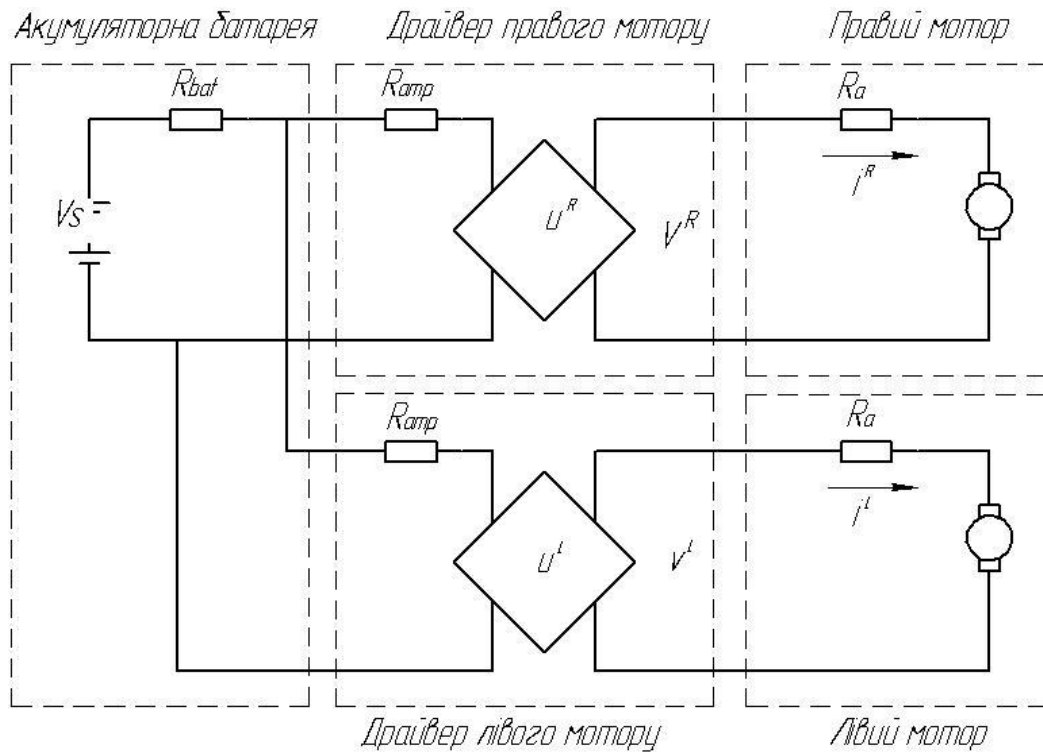 Акумуляторна батарея
Драйвер правого мотору
Правий мотор
Rbat
Ramp
Ra
i^R
Vs
u^R
V^R
Ramp
Ra
i^L
u^L
V^L
Драйвер лівого мотору
Лівий мотор